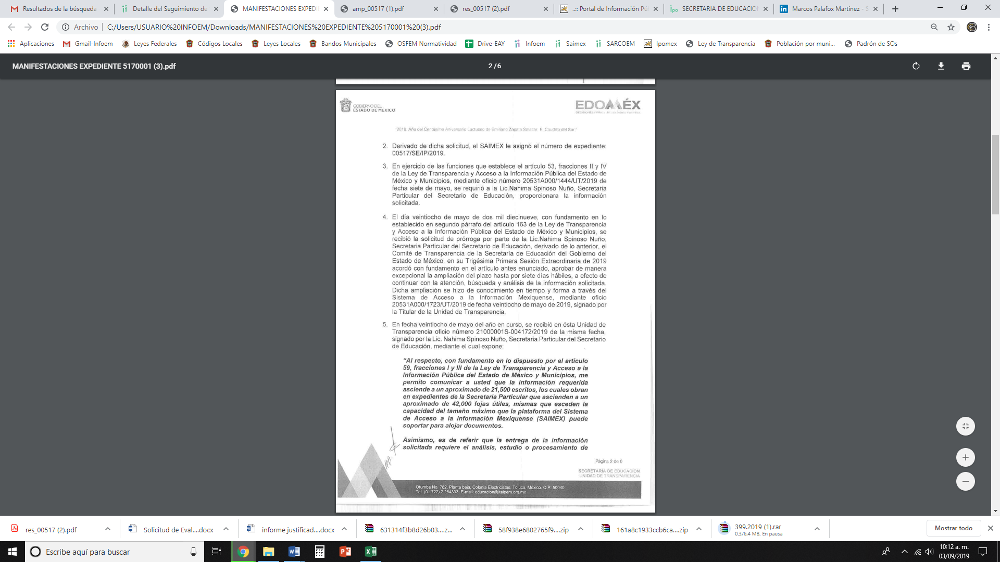 Resultados de la búsqueda
Detalle del Seguimiento de
MANIFESTACIONES EXPEDI
amp_00517 (1).pdf
res_00517 (2).pdf
..:: Portal de Información Pú
SECRETARIA DE EDUCACION
Marcos Palafox Martinez - S
Archivo
C:/Users/USUARIO%20INFOEM/Downloads/MANIFESTACIONES%20EXPEDIENTE%205170001%20(3).pdf
Aplicaciones
Gmail-Infoem
Leyes Federales
Códigos Locales
Leyes Locales
Bandos Municipales
OSFEM Normatividad
Drive-EAY
Infoem
Saimex
SARCOEM
Ipomex
Ley de Transparencia
Población por muni...
Padrón de SOs
MANIFESTACIONES EXPEDIENTE 5170001 (3).pdf
2 / 6
GOBIERNO DEL
ESTADO DE MÉXICO
EDOMÉX
"2019. Año del Centésimo Aniversario Luctuoso de Emiliano Zapata Salazar. El Caudillo del Sur."
2. Derivado de dicha solicitud, el SAIMEX le asignó el número de expediente:
00517/SE/IP/2019.
3. En ejercicio de las funciones que establece el artículo 53, fracciones II y IV
de la Ley de Transparencia y Acceso a la Información Pública del Estado de
México y Municipios, mediante oficio número 20531A000/1444/UT/2019 de
fecha siete de mayo, se requirió a la Lic.Nahima Spinoso Nuño, Secretaria
Particular del Secretario de Educación, proporcionara la información
solicitada.
4. El día veintiocho de mayo de dos mil diecinueve, con fundamento en lo
establecido en segundo párrafo del artículo 163 de la Ley de Transparencia
y Acceso a la Información Pública del Estado de México y Municipios, se
recibió la solicitud de prórroga por parte de la Lic.Nahima Spinoso Nuño,
Secretaria Particular del Secretario de Educación, derivado de lo anterior, el
Comité de Transparencia de la Secretaría de Educación del Gobierno del
Estado de México, en su Trigésima Primera Sesión Extraordinaria de 2019
acordó con fundamento en el artículo antes enunciado, aprobar de manera
excepcional la ampliación del plazo hasta por siete días hábiles, a efecto de
continuar con la atención, búsqueda y análisis de la información solicitada.
Dicha ampliación se hizo de conocimiento en tiempo y forma a través del
Sistema de Acceso a la Información Mexiquense, mediante oficio
20531A000/1723/UT/2019 de fecha veintiocho de mayo de 2019, signado por
la Titular de la Unidad de Transparencia.
5. En fecha veintiocho de mayo del año en curso, se recibió en ésta Unidad de
Transparencia oficio número 21000001S-004172/2019 de la misma fecha,
signado por la Lic. Nahima Spinoso Nuño, Secretaria Particular del Secretario
de Educación, mediante el cual expone:
"Al respecto, con fundamento en lo dispuesto por el artículo
59, fracciones I y III de la Ley de Transparencia y Acceso a la
Información Pública del Estado de México y Municipios, me
permito comunicar a usted que la información requerida
asciende a un aproximado de 21,500 escritos, los cuales obran
en expedientes de la Secretaría Particular que ascienden a un
aproximado de 42,000 fojas útiles, mismas que esceden la
capacidad del tamaño máximo que la plataforma del Sistema
de Acceso a la Información Mexiquense (SAIMEX) puede
soportar para alojar documentos.
Asimismo, es de referir que la entrega de la información
solicitada requiere el análisis, estudio o procesamiento de
Página 2 de 6
SECRETARÍA DE EDUCACIÓN
UNIDAD DE TRANSPARENCIA
Otumba No. 782, Planta baja, Colonia Electricistas, Toluca, México. C.P. 50040
Tel. (01 722) 2 264333, E-mail: educacion@itaipem.org.mx
res_00517 (2).pdf
Solicitud de Eval....docx
informe justificad....docx
631314f3b8d26b03....z...
58f938e6802765f9....zip
161a8c1933ccb6ca....zip
399.2019 (1).rar
0,3/6,4 MB, En pausa
Mostrar todo
Escribe aquí para buscar
10:12 a. m.
03/09/2019